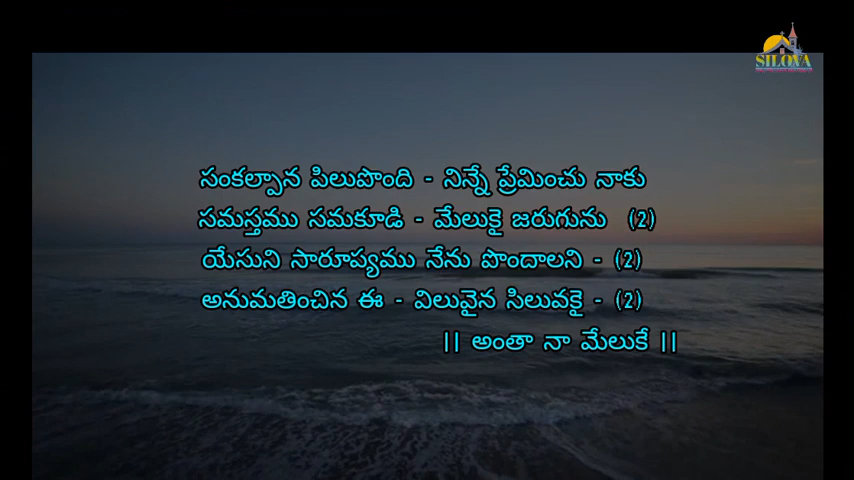 SILOVA
సంకల్పాన పిలుపొంది - నిన్నే ప్రేమించు నాకు
సమస్తము సమకూడి - మేలుకై జరుగును (2)
యేసుని సారూప్యము నేను పొందాలని - (2)
అనుమతించిన ఈ - విలువైన సిలువకై - (2)
|| అంతా నా మేలుకే ||